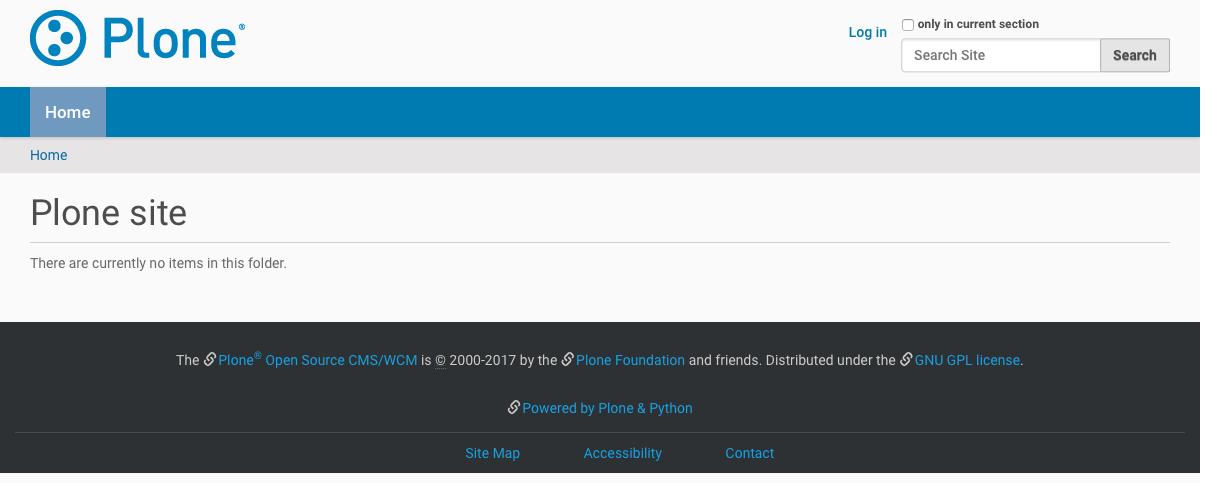 Plone®
Log in
only in current section
Search Site
Search
Home
Home
Plone site
There are currently no items in this folder.
The Plone® Open Source CMS/WCM is © 2000-2017 by the Plone Foundation and friends. Distributed under the GNU GPL license.
Powered by Plone & Python
Site Map Accessibility Contact